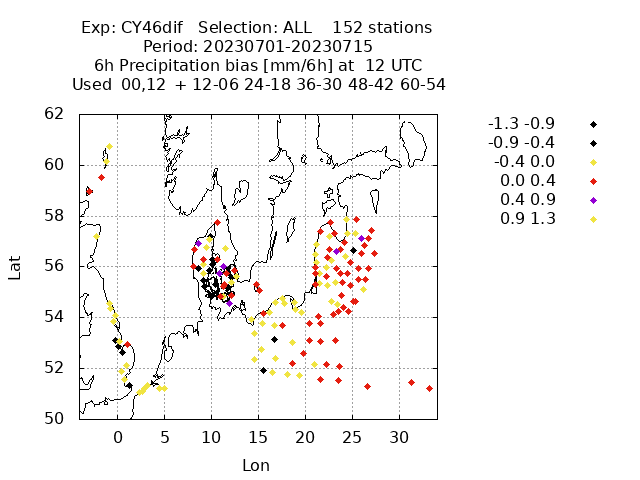 Exp: CY46dif Selection: ALL 152 stations
Period: 20230701-20230715
6h Precipitation bias [mm/6h] at 12 UTC
Used 00,12 + 12-06 24-18 36-30 48-42 60-54
-1.3 -0.9
-0.9 -0.4
-0.4 0.0
0.0 0.4
0.4 0.9
0.9 1.3
Lat
62
60
58
56
54
52
50
0 5 10 15 20 25 30
Lon